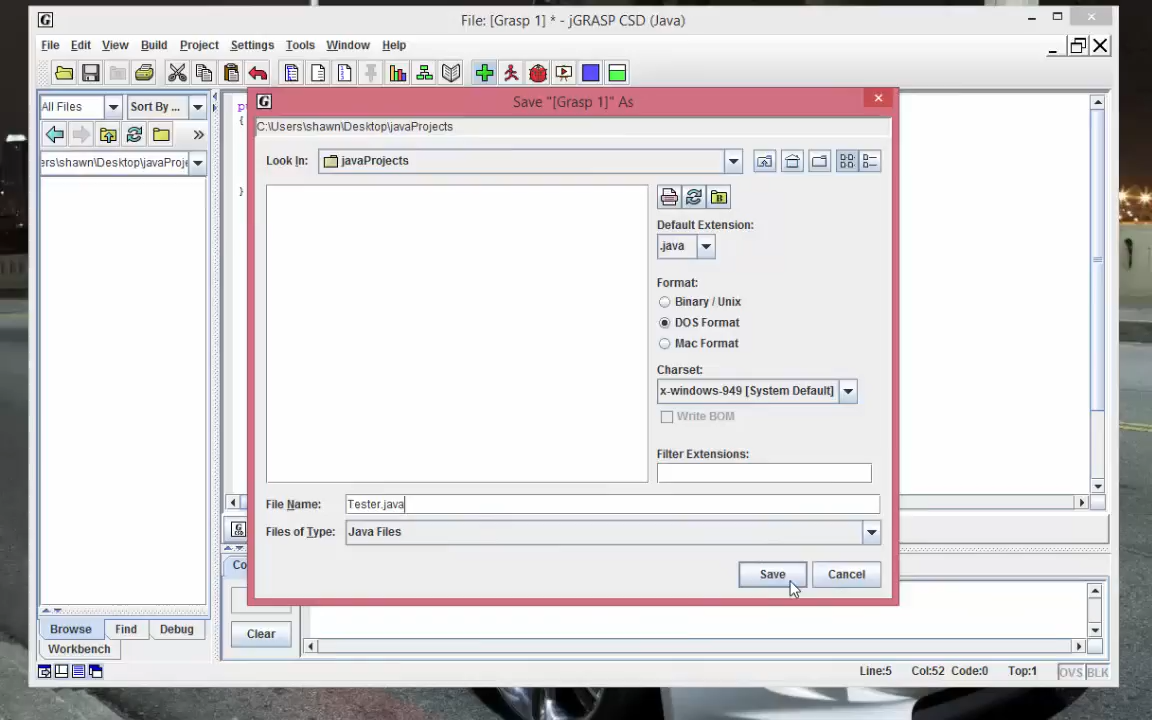 File: [Grasp 1] * - jGRASP CSD (Java)
File Edit View Build Project Settings Tools Window Help
All Files Sort By ...
ers\shawn\Desktop\javaProje
Save "[Grasp 1]" As
C:\Users\shawn\Desktop\javaProjects
Look In: javaProjects
Default Extension:
.java
Format:
Binary / Unix
DOS Format
Mac Format
Charset:
x-windows-949 [System Default]
Write BOM
Filter Extensions:
File Name: Tester.java
Files of Type: Java Files
Save Cancel
Co
Clear
Browse Find Debug
Workbench
Line:5 Col:52 Code:0 Top:1 OVS BLK